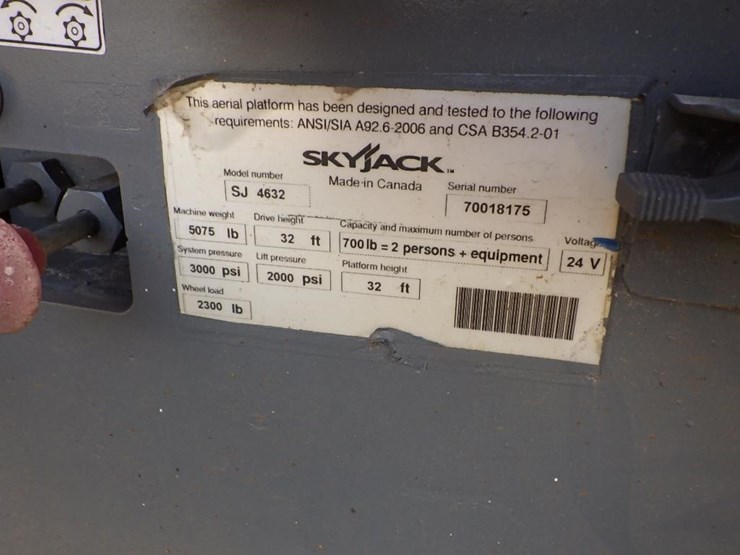 This aerial platform has been designed and tested to the following
requirements: ANSI/SIA A92.6-2006 and CSA B354.2-01
SKYJACK™
Made in Canada
Model number
SJ 4632
Serial number
70018175
Machine weight
5075 lb
Drive height
32 ft
Capacity and maximum number of persons
700 lb = 2 persons + equipment
Voltag
24 V
System pressure
3000 psi
Lift pressure
2000 psi
Platform height
32 ft
Wheel load
2300 lb